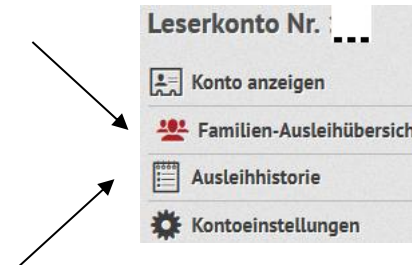 Leserkonto Nr.
Konto anzeigen
Familien-Ausleihübersich
Ausleihhistorie
Kontoeinstellungen